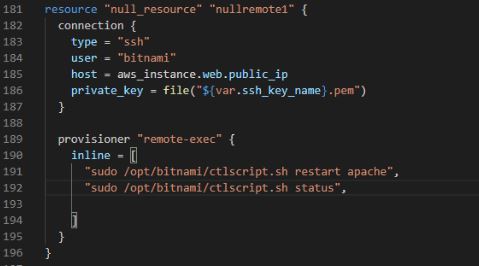 181 resource "null_resource" "nullremote1" {
182   connection {
183     type = "ssh"
184     user = "bitnami"
185     host = aws_instance.web.public_ip
186     private_key = file("${var.ssh_key_name}.pem")
187   }
188
189   provisioner "remote-exec" {
190     inline = [
191       "sudo /opt/bitnami/ctlscript.sh restart apache",
192       "sudo /opt/bitnami/ctlscript.sh status",
193
194     ]
195   }
196 }